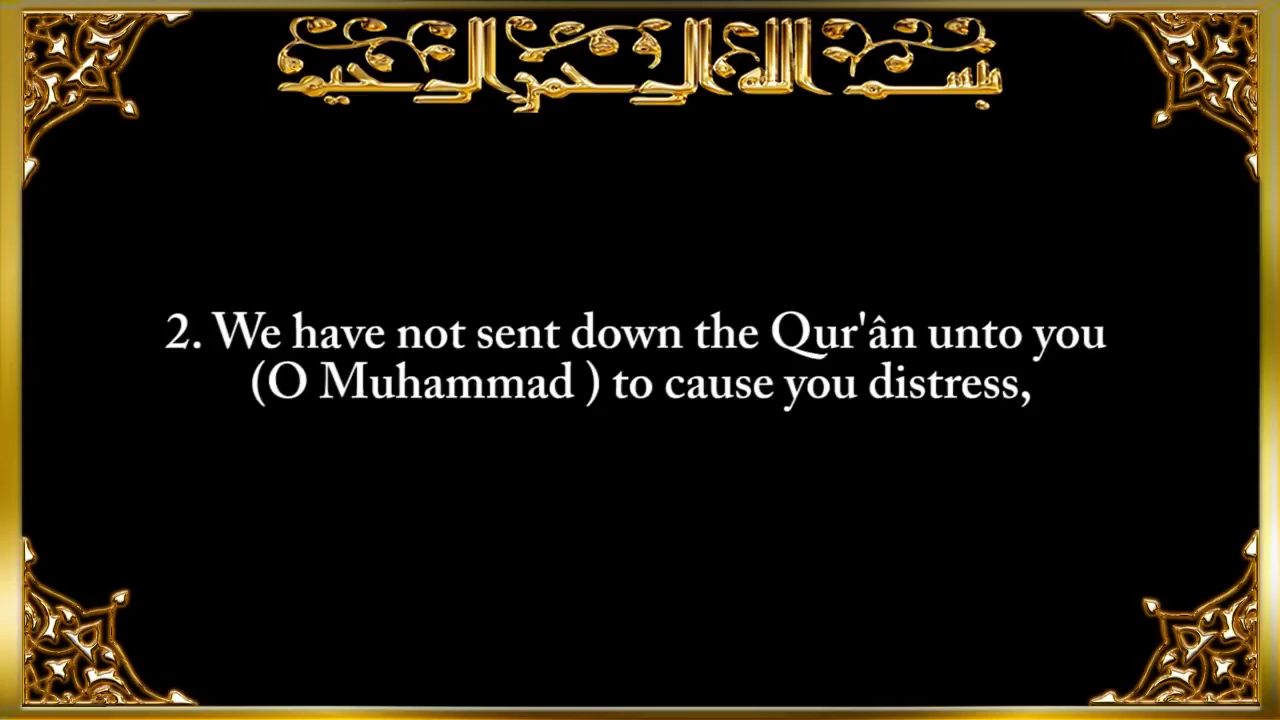 بسم الله الرحمن الرحيم
2. We have not sent down the Qur'ân unto you
(O Muhammad ) to cause you distress,